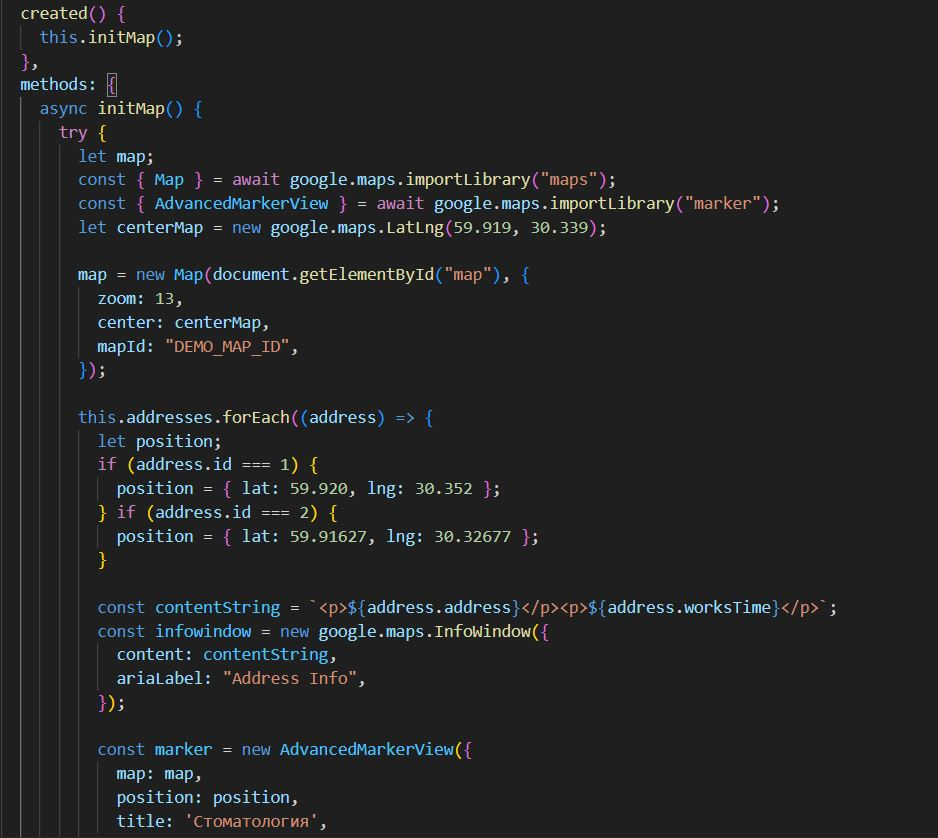 created() {
  this.initMap();
},
methods: {
  async initMap() {
    try {
      let map;
      const { Map } = await google.maps.importLibrary("maps");
      const { AdvancedMarkerView } = await google.maps.importLibrary("marker");
      let centerMap = new google.maps.LatLng(59.919, 30.339);
      map = new Map(document.getElementById("map"), {
        zoom: 13,
        center: centerMap,
        mapId: "DEMO_MAP_ID",
      });
      this.addresses.forEach((address) => {
        let position;
        if (address.id === 1) {
          position = { lat: 59.920, lng: 30.352 };
        } if (address.id === 2) {
          position = { lat: 59.91627, lng: 30.32677 };
        }
        const contentString = `<p>${address.address}</p><p>${address.worksTime}</p>`;
        const infowindow = new google.maps.InfoWindow({
          content: contentString,
          ariaLabel: "Address Info",
        });
        const marker = new AdvancedMarkerView({
          map: map,
          position: position,
          title: 'Стоматология',